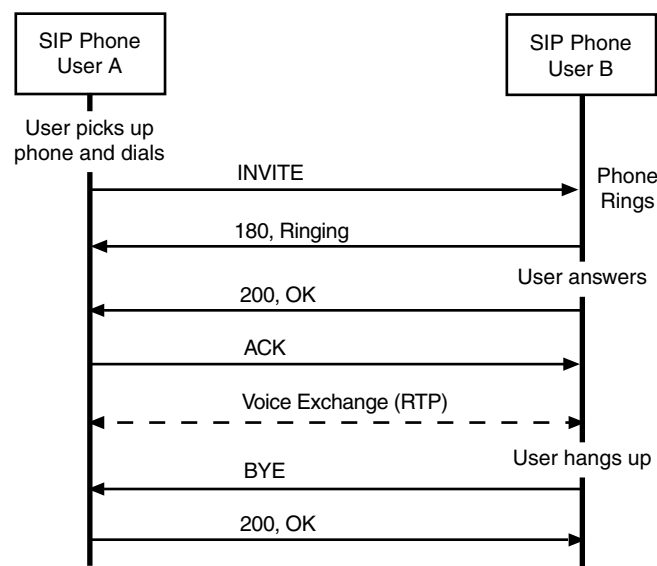 SIP Phone
User A
SIP Phone
User B
User picks up
phone and dials
INVITE
Phone
Rings
180, Ringing
User answers
200, OK
ACK
Voice Exchange (RTP)
User hangs up
BYE
200, OK